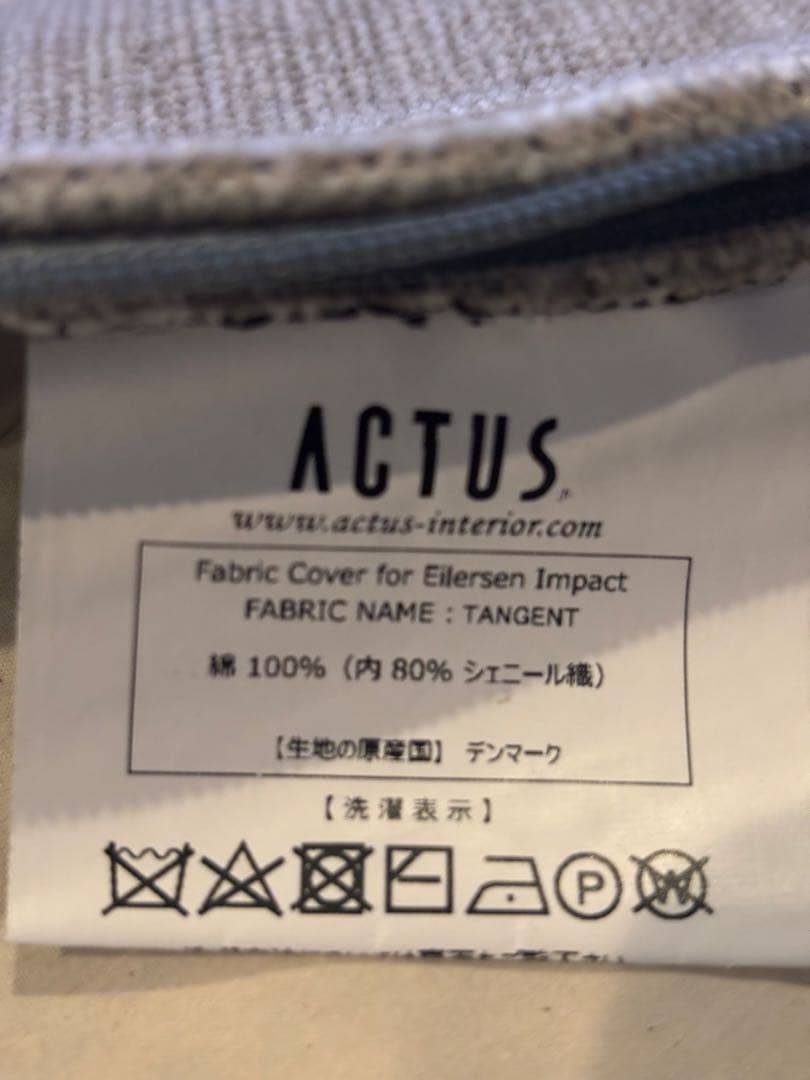 ACTUS
www.actus-interior.com
Fabric Cover for Eilersen Impact
FABRIC NAME : TANGENT
綿 100%（内 80% シェニール織）
【生地の原産国】 デンマーク
【洗濯表示】
P W